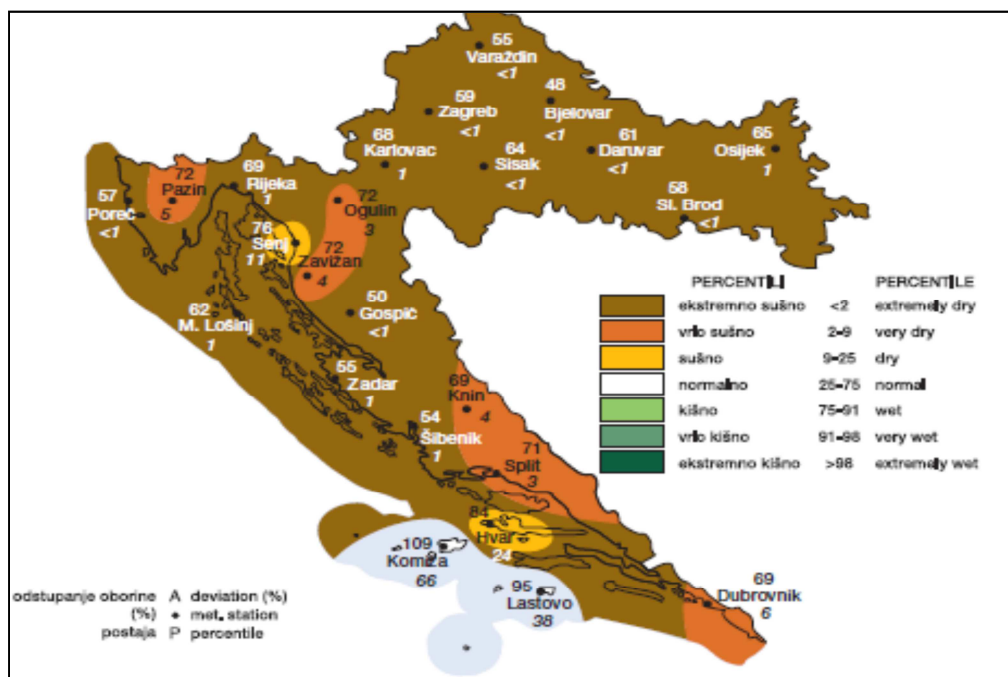 55
Varaždin
<1
48
Bjelovar
<1
59
Zagreb
<1
68
Karlovac
1
64
Sisak
<1
61
Daruvar
<1
65
Osijek
1
58
Sl. Brod
<1
72
Pazin
5
69
Rijeka
1
57
Poreč
<1
72
Ogulin
3
76
Senj
11
72
Zavižan
4
50
Gospić
<1
62
M. Lošinj
1
55
Zadar
1
69
Knin
4
54
Šibenik
1
71
Split
3
84
Hvar
24
109
Komiža
66
95
Lastovo
38
69
Dubrovnik
6
PERCENTILI PERCENTILE
ekstremno sušno <2 extremely dry
vrlo sušno 2-9 very dry
sušno 9-25 dry
normalno 25-75 normal
kišno 75-91 wet
vrlo kišno 91-98 very wet
ekstremno kišno >98 extremely wet
odstupanje oborine A deviation (%)
(%) met. station
postaja P percentile